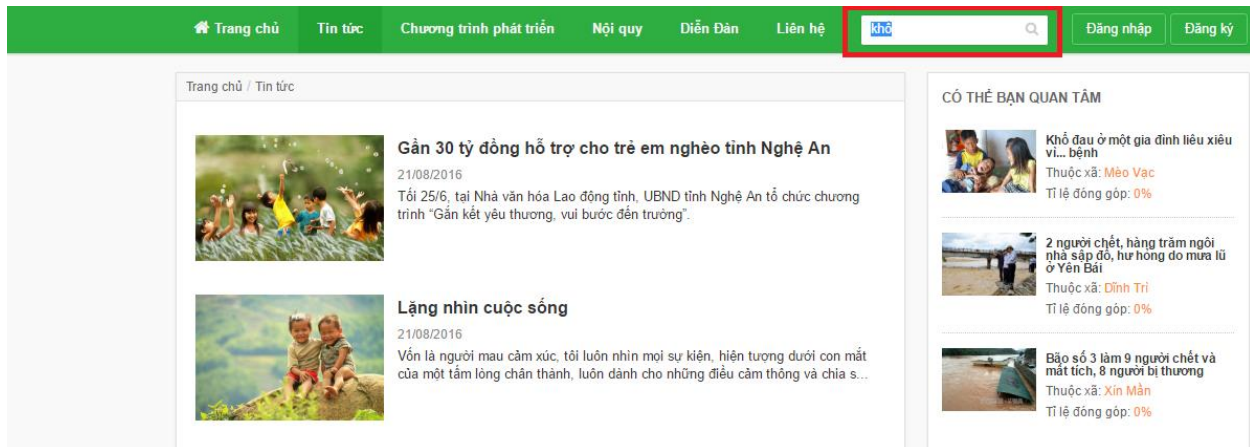 Trang chủ Tin tức Chương trình phát triển Nội quy Diễn Đàn Liên hệ khổ Đăng nhập Đăng ký
Trang chủ / Tin tức
Gần 30 tỷ đồng hỗ trợ cho trẻ em nghèo tỉnh Nghệ An
21/08/2016
Tối 25/6, tại Nhà văn hóa Lao động tỉnh, UBND tỉnh Nghệ An tổ chức chương
trình “Gắn kết yêu thương, vui bước đến trường”.
Lặng nhìn cuộc sống
21/08/2016
Vốn là người mau cảm xúc, tôi luôn nhìn mọi sự kiện, hiện tượng dưới con mắt
của một tấm lòng chân thành, luôn dành cho những điều cảm thông và chia s...
CÓ THỂ BẠN QUAN TÂM
Khổ đau ở một gia đình liêu xiêu
vì... bệnh
Thuộc xã: Mèo Vạc
Tỉ lệ đóng góp: 0%
2 người chết, hàng trăm ngôi
nhà sập đổ, hư hỏng do mưa lũ
ở Yên Bái
Thuộc xã: Dĩnh Trì
Tỉ lệ đóng góp: 0%
Bão số 3 làm 9 người chết và
mất tích, 8 người bị thương
Thuộc xã: Xín Mần
Tỉ lệ đóng góp: 0%